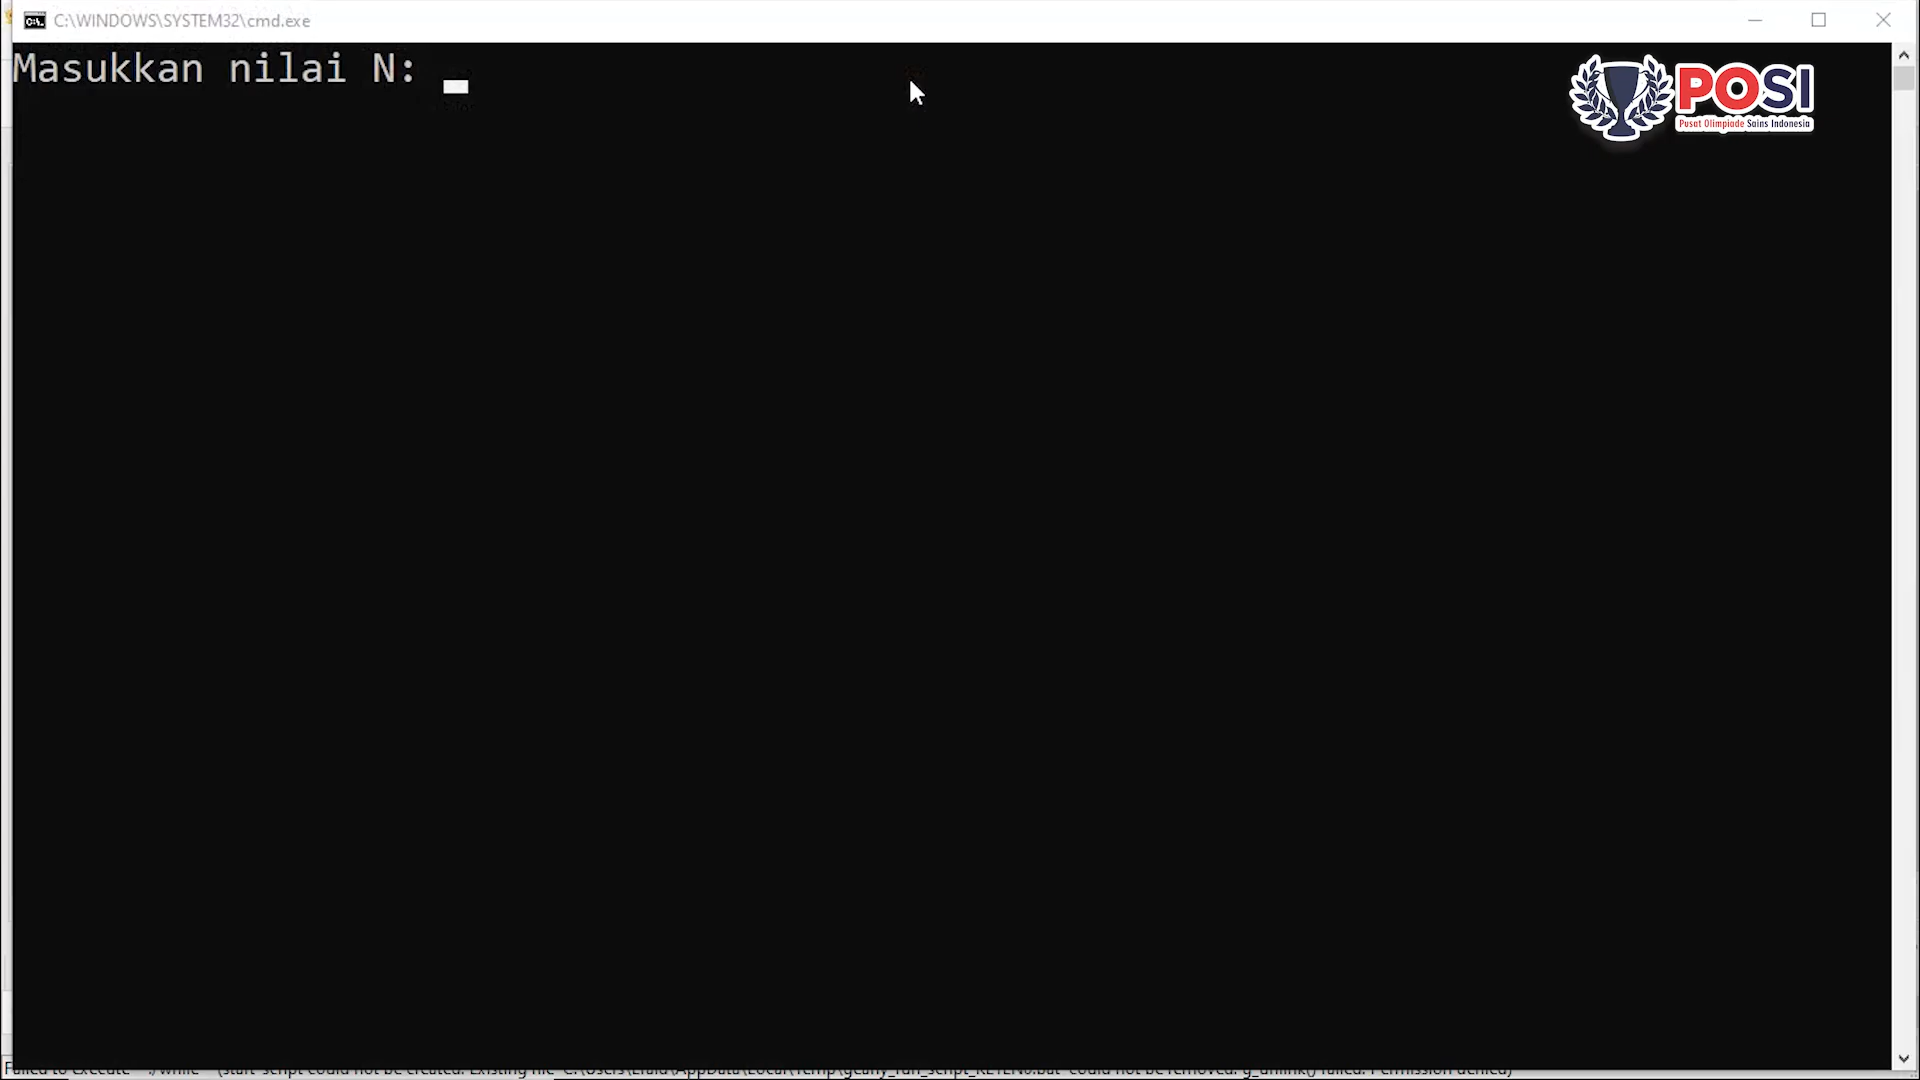 C:\WINDOWS\SYSTEM32\cmd.exe
Masukkan nilai N:
POSI
Pusat Olimpiade Sains Indonesia